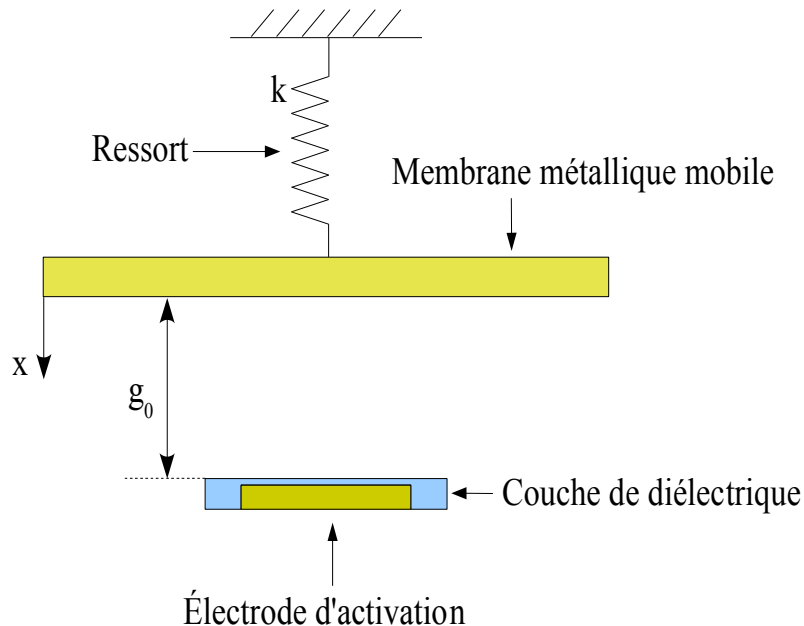 k
Ressort
Membrane métallique mobile
x
g0
Couche de diélectrique
Électrode d'activation